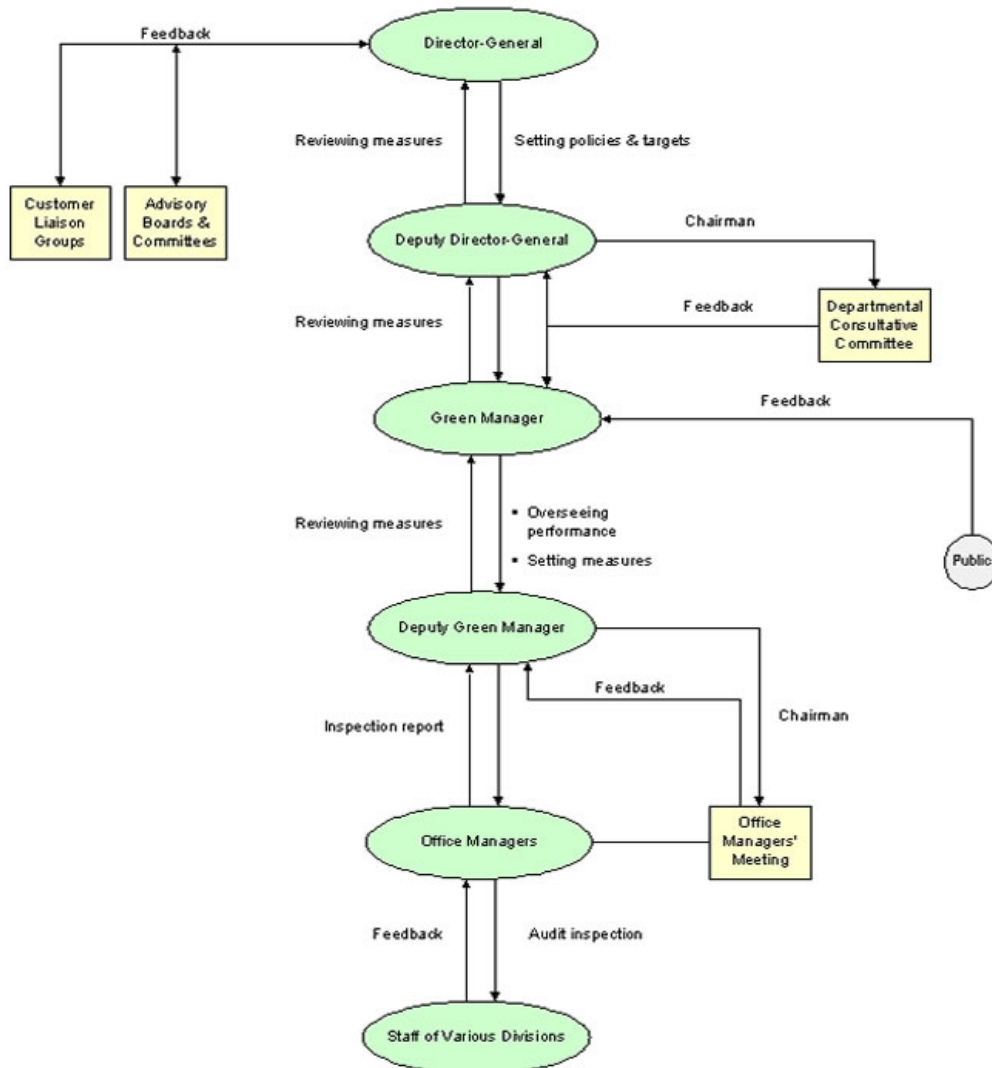 Feedback
Director-General
Reviewing measures
Setting policies & targets
Customer
Liaison
Groups
Advisory
Boards &
Committees
Chairman
Deputy Director-General
Reviewing measures
Feedback
Departmental
Consultative
Committee
Green Manager
Feedback
Reviewing measures
▪ Overseeing
performance
▪ Setting measures
Public
Deputy Green Manager
Feedback
Chairman
Inspection report
Office Managers
Office
Managers'
Meeting
Feedback
Audit inspection
Staff of Various Divisions